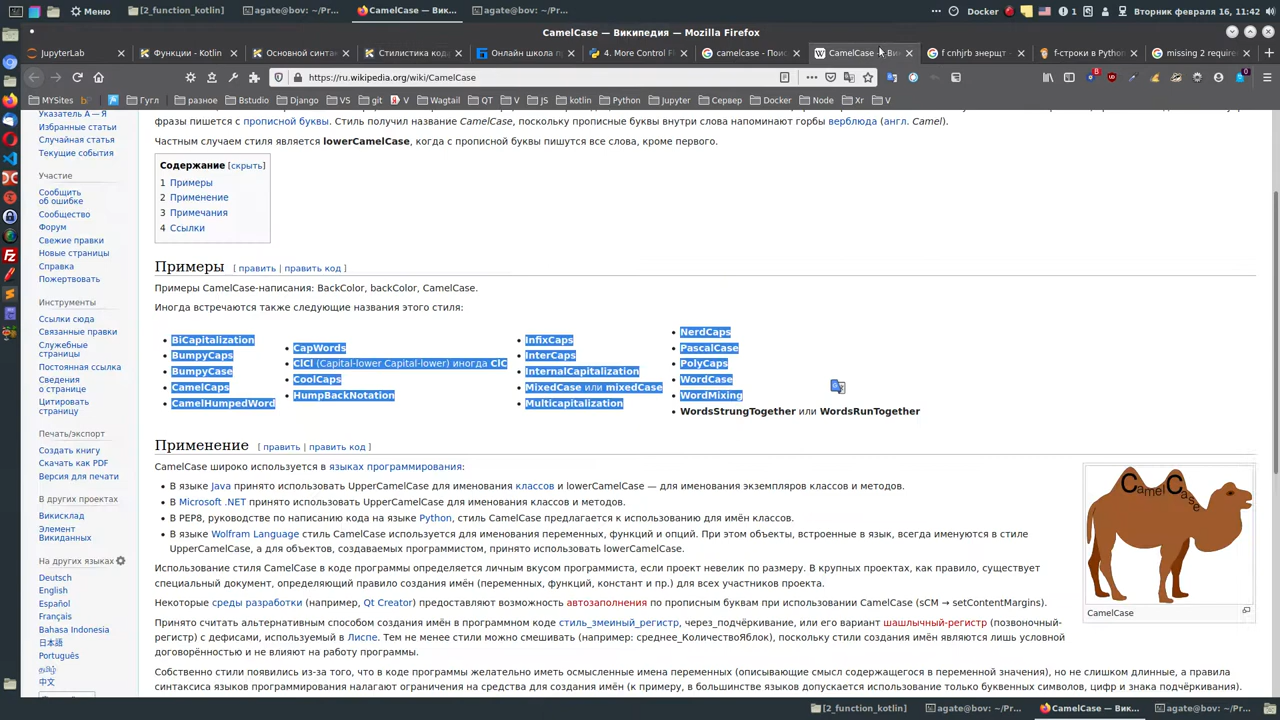 Меню
[2_function_kotlin]
agate@bov: ~/Pr...
CamelCase — Вик...
agate@bov: ~/Pr...
Docker
1
Вторник февраля 16, 11:42
CamelCase — Википедия — Mozilla Firefox
JupyterLab
Функции - Kotlin
Основной синта
Стилистика кода
Онлайн школа п
4. More Control F
camelcase - Поис
CamelCase — Ви
f cnhjrb знерщт
f-строки в Python
missing 2 require
https://ru.wikipedia.org/wiki/CamelCase
MYSites
Гугл
разное
Bstudio
Django
VS
git
V
Wagtail
QT
V
JS
kotlin
Python
Jupyter
Сервер
Docker
Node
Xr
V
Указатель А — Я
Избранные статьи
Случайная статья
Текущие события
Участие
Сообщить
об ошибке
Сообщество
Форум
Свежие правки
Новые страницы
Справка
Пожертвовать
Инструменты
Ссылки сюда
Связанные правки
Служебные
страницы
Постоянная ссылка
Сведения
о странице
Цитировать
страницу
Печать/экспорт
Создать книгу
Скачать как PDF
Версия для печати
В других проектах
Викисклад
Элемент
Викиданных
На других языках
Deutsch
English
Español
Français
Bahasa Indonesia
日本語
Português
தமிழ்
中文
фразы пишется с прописной буквы. Стиль получил название CamelCase, поскольку прописные буквы внутри слова напоминают горбы верблюда (англ. Camel).
Частным случаем стиля является lowerCamelCase, когда с прописной буквы пишутся все слова, кроме первого.
Содержание [скрыть]
1 Примеры
2 Применение
3 Примечания
4 Ссылки
Примеры [ править | править код ]
Примеры CamelCase-написания: BackColor, backColor, CamelCase.
Иногда встречаются также следующие названия этого стиля:
BiCapitalization
BumpyCaps
BumpyCase
CamelCaps
CamelHumpedWord
CapWords
ClCl (Capital-lower Capital-lower) иногда ClC
CoolCaps
HumpBackNotation
InfixCaps
InterCaps
InternalCapitalization
MixedCase или mixedCase
Multicapitalization
NerdCaps
PascalCase
PolyCaps
WordCase
WordMixing
WordsStrungTogether или WordsRunTogether
Применение [ править | править код ]
CamelCase широко используется в языках программирования:
В языке Java принято использовать UpperCamelCase для именования классов и lowerCamelCase — для именования экземпляров классов и методов.
В Microsoft .NET принято использовать UpperCamelCase для именования классов и методов.
В PEP8, руководстве по написанию кода на языке Python, стиль CamelCase предлагается к использованию для имён классов.
В языке Wolfram Language стиль CamelCase используется для именования переменных, функций и опций. При этом объекты, встроенные в язык, всегда именуются в стиле
UpperCamelCase, а для объектов, создаваемых программистом, принято использовать lowerCamelCase.
Использование стиля CamelCase в коде программы определяется личным вкусом программиста, если проект невелик по размеру. В крупных проектах, как правило, существует
специальный документ, определяющий правило создания имён (переменных, функций, констант и пр.) для всех участников проекта.
Некоторые среды разработки (например, Qt Creator) предоставляют возможность автозаполнения по прописным буквам при использовании CamelCase (sCM → setContentMargins).
Принято считать альтернативным способом создания имён в программном коде стиль_змеиный_регистр, через_подчёркивание, или его вариант шашлычный-регистр (позвоночный-
регистр) с дефисами, используемый в Лиспе. Тем не менее стили можно смешивать (например: среднее_КоличествоЯблок), поскольку стили создания имён являются лишь условной
договорённостью и не влияют на работу программы.
Собственно стили появились из-за того, что в коде программы желательно иметь осмысленные имена переменных (описывающие смысл содержащегося в переменной значения), но не слишком длинные, а правила
синтаксиса языков программирования налагают ограничения на средства для создания имён (к примеру, в большинстве языков допускается использование только буквенных символов, цифр и знака подчёркивания).
CamelCase
CamelCase
[2_function_kotlin]
agate@bov: ~/Pr...
CamelCase — Вик...
agate@bov: ~/Pr...